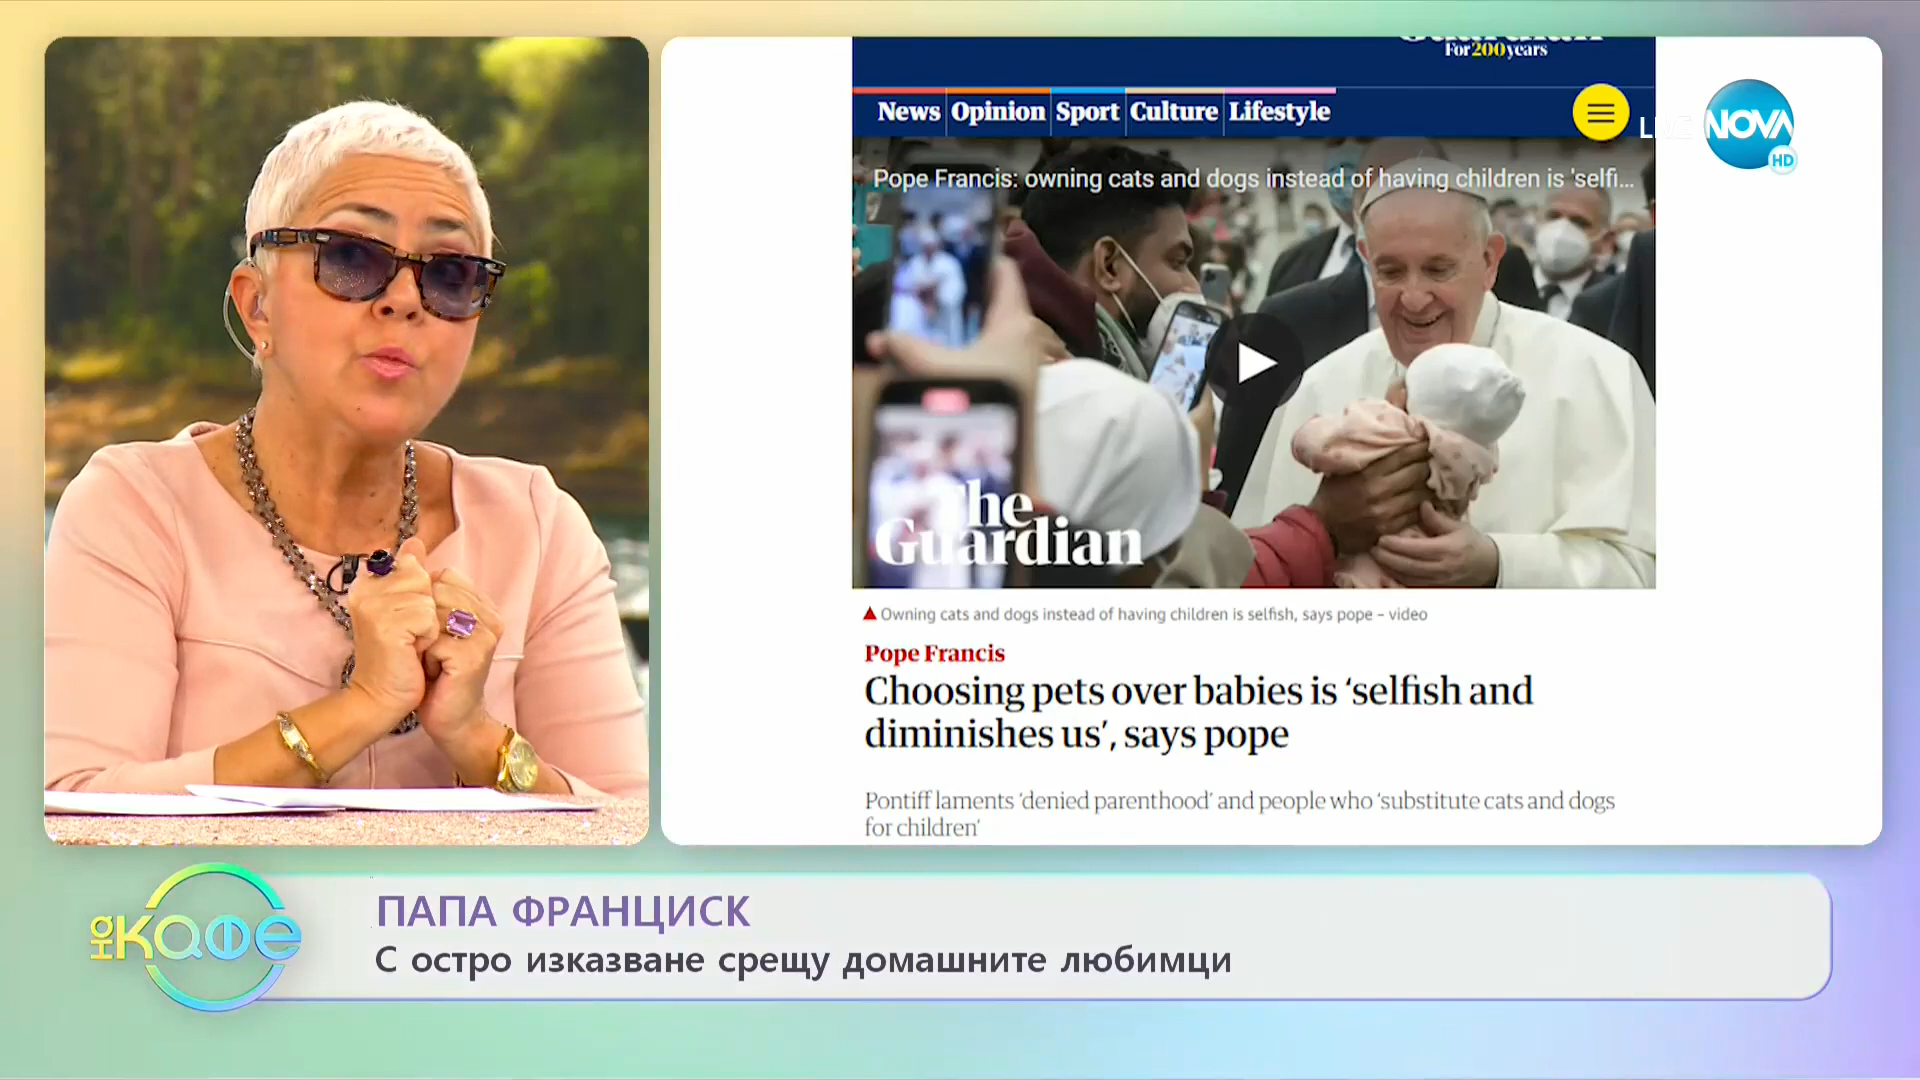 For 200 years
News Opinion Sport Culture Lifestyle
LIVE NOVA HD
Pope Francis: owning cats and dogs instead of having children is 'selfi...
The
Guardian
Owning cats and dogs instead of having children is selfish, says pope – video
Pope Francis
Choosing pets over babies is ‘selfish and
diminishes us’, says pope
Pontiff laments ‘denied parenthood’ and people who ‘substitute cats and dogs
for children’
на кафе
ПАПА ФРАНЦИСК
С остро изказване срещу домашните любимци